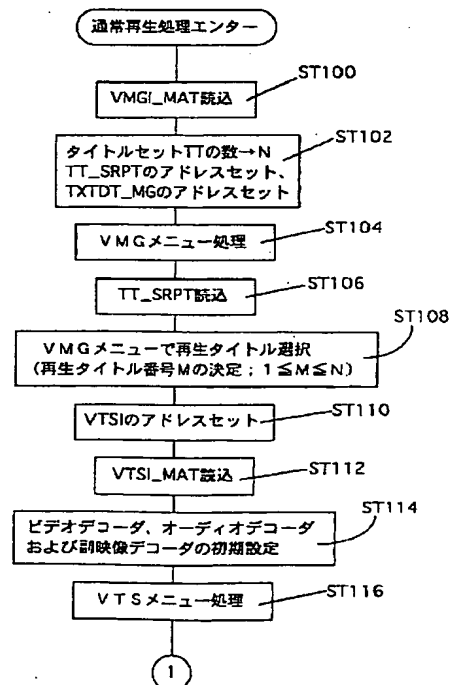 通常再生処理エンター
ST100
VMGI_MAT読込
ST102
タイトルセットTTの数→N
TT_SRPTのアドレスセット、
TXTDT_MGのアドレスセット
ST104
VMGメニュー処理
ST106
TT_SRPT読込
ST108
VMGメニューで再生タイトル選択
(再生タイトル番号Mの決定；1≦M≦N)
ST110
VTSIのアドレスセット
ST112
VTSI_MAT読込
ST114
ビデオデコーダ、オーディオデコーダ
および副映像デコーダの初期設定
ST116
VTSメニュー処理
1